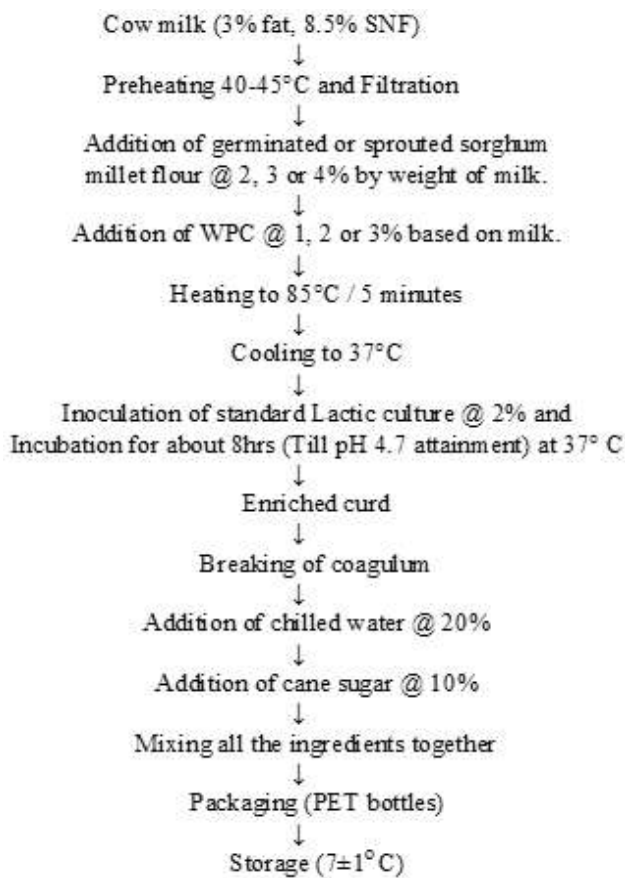 Cow milk (3% fat, 8.5% SNF)
↓
Preheating 40-45°C and Filtration
↓
Addition of germinated or sprouted sorghum
millet flour @ 2, 3 or 4% by weight of milk.
↓
Addition of WPC @ 1, 2 or 3% based on milk.
↓
Heating to 85°C / 5 minutes
↓
Cooling to 37°C
↓
Inoculation of standard Lactic culture @ 2% and
Incubation for about 8hrs (Till pH 4.7 attainment) at 37° C
↓
Enriched curd
↓
Breaking of coagulum
↓
Addition of chilled water @ 20%
↓
Addition of cane sugar @ 10%
↓
Mixing all the ingredients together
↓
Packaging (PET bottles)
↓
Storage (7±1°C)